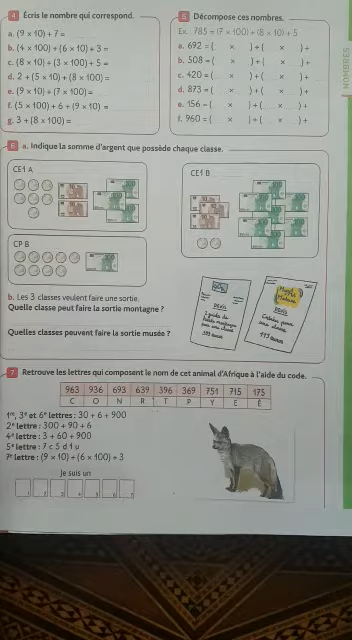 4 Écris le nombre qui correspond.
a. (9 × 10) + 7 =
b. (4 × 100) + (6 × 10) + 3 =
c. (8 × 10) + (3 × 100) + 5 =
d. 2 + (5 × 10) + (8 × 100) =
e. (9 × 10) + (7 × 100) =
f. (5 × 100) + 6 + (9 × 10) =
g. 3 + (8 × 100) =
5 Décompose ces nombres.
Ex. 785 = (7 × 100) + (8 × 10) + 5
a. 692 = ( × ) + ( × ) +
b. 508 = ( × ) + ( × ) +
c. 420 = ( × ) + ( × ) +
d. 873 = ( × ) + ( × ) +
e. 156 = ( × ) + ( × ) +
f. 960 = ( × ) + ( × ) +
NOMBRES
6 a. Indique la somme d'argent que possède chaque classe.
CE1 A
CE1 B
CP B
b. Les 3 classes veulent faire une sortie.
Quelle classe peut faire la sortie montagne ?
Quelles classes peuvent faire la sortie musée ?
DEVIS
DEVIS
7 Retrouve les lettres qui composent le nom de cet animal d'Afrique à l'aide du code.
963 936 693 639 396 369 751 715 175
C O N R T P Y E É
1re, 3e et 6e lettres : 30 + 6 + 900
2e lettre : 300 + 90 + 6
4e lettre : 3 + 60 + 900
5e lettre : 7 c 5 d 1 u
7e lettre : (9 × 10) + (6 × 100) + 3
Je suis un
1 2 3 4 5 6 7